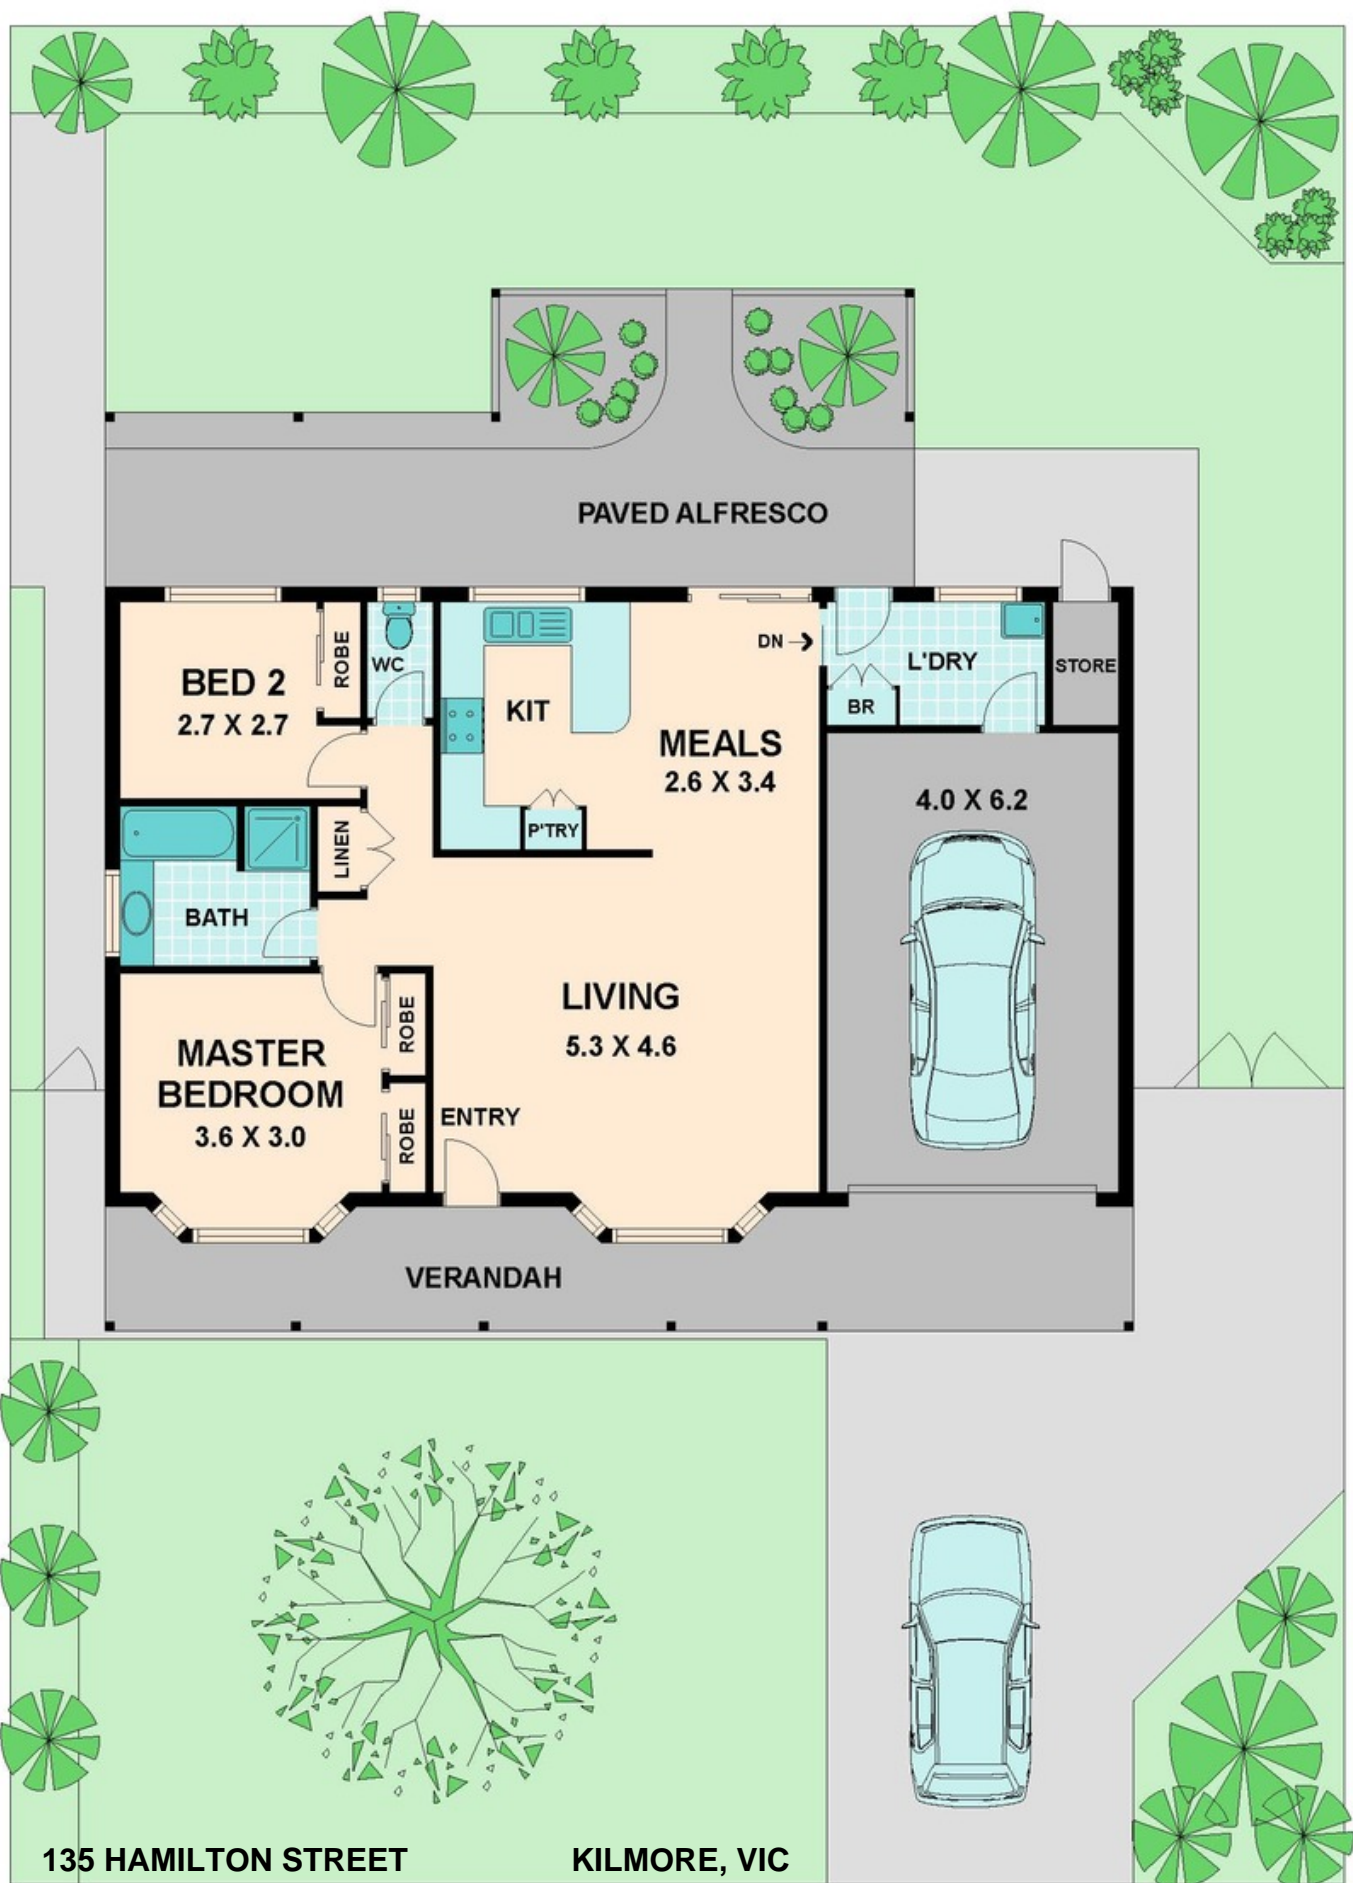 PAVED ALFRESCO
BED 2
2.7 X 2.7
ROBE
WC
KIT
P'TRY
MEALS
2.6 X 3.4
DN
L'DRY
BR
STORE
4.0 X 6.2
LINEN
BATH
MASTER
BEDROOM
3.6 X 3.0
ROBE
ROBE
LIVING
5.3 X 4.6
ENTRY
VERANDAH
135 HAMILTON STREET
KILMORE, VIC